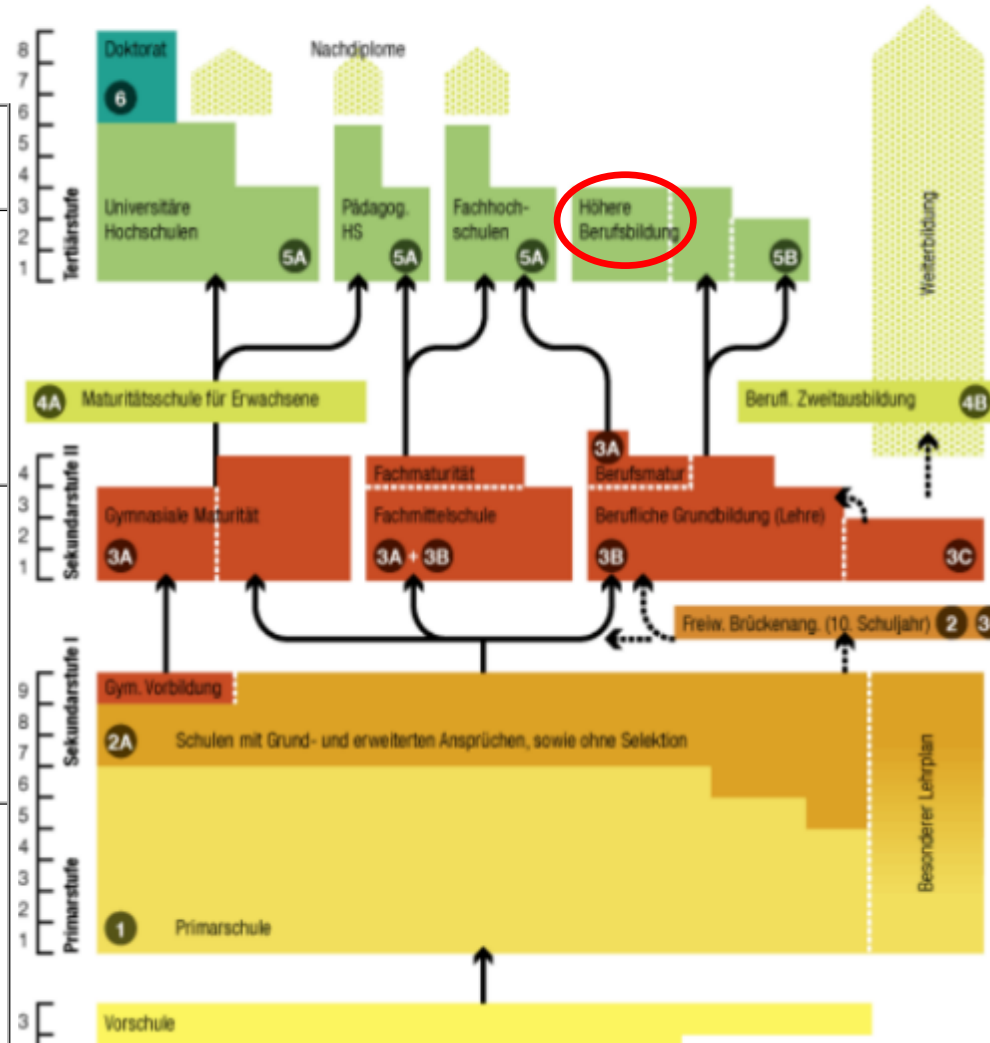 8
7
6
5
4
3
2
1
Tertiärstufe
Doktorat
6
Nachdiplome
Universitäre
Hochschulen
5A
Pädagog.
HS
5A
Fachhoch-
schulen
5A
Höhere
Berufsbildung
5B
Weiterbildung
4A Maturitätsschule für Erwachsene
Berufl. Zweitausbildung 4B
4
3
2
1
Sekundarstufe II
Gymnasiale Maturität
3A
Fachmaturität
Fachmittelschule
3A + 3B
3A
Berufsmatur
Berufliche Grundbildung (Lehre)
3B
3C
Freiw. Brückenang. (10. Schuljahr) 2 3
9
8
7
Sekundarstufe I
Gym. Vorbildung
2A Schulen mit Grund- und erweiterten Ansprüchen, sowie ohne Selektion
Besonderer Lehrplan
6
5
4
3
2
1
Primarstufe
1 Primarschule
3
Vorschule